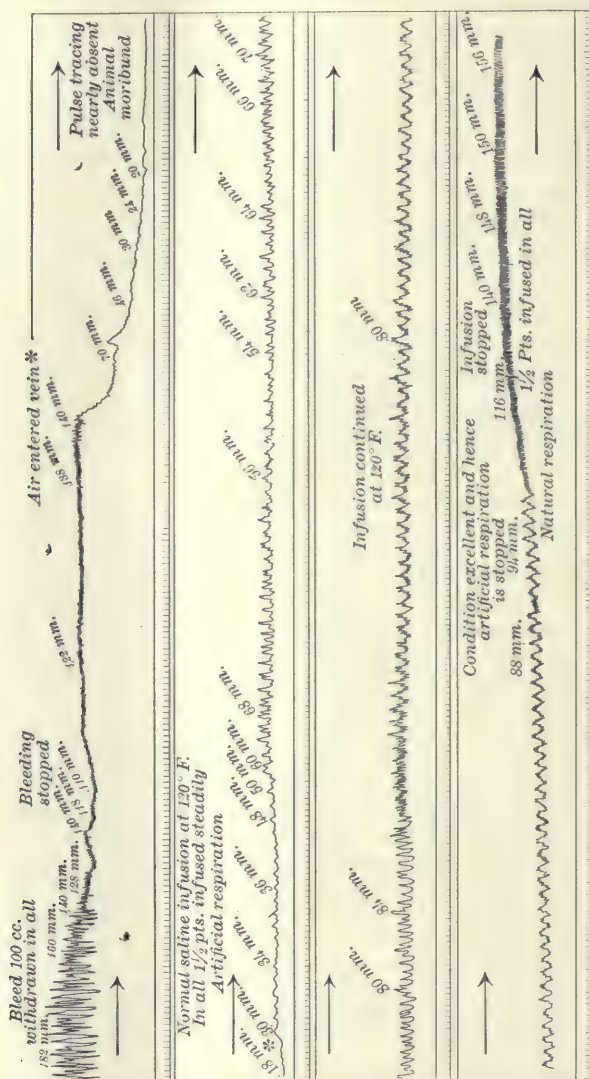 Bleed 100 cc.
withdrawn in all
182 mm.
160 mm.
140 mm.
128 mm.
140 mm.
118 mm.
110 mm.
Bleeding
stopped
122 mm.
138 mm.
140 mm.
Air entered vein*
70 mm.
46 mm.
30 mm
24 mm.
20 mm.
Pulse tracing
nearly absent
Animal
moribund
Normal saline infusion at 120° F.
In all 1½ pts. infused steadily
Artificial respiration
18 mm.
*
30 mm.
34 mm.
36 mm.
48 mm.
50 mm.
60 mm.
68 mm.
56 mm.
54 mm.
62 mm.
64 mm.
66 mm.
70 mm.
80 mm.
84 mm.
Infusion continued
at 120° F.
80 mm
Condition excellent and hence
artificial respiration
is stopped
88 mm.
94 mm.
Natural respiration
116 mm.
Infusion
stopped
1½ Pts. infused in all
140 mm.
148 mm.
150 mm.
156 mm.